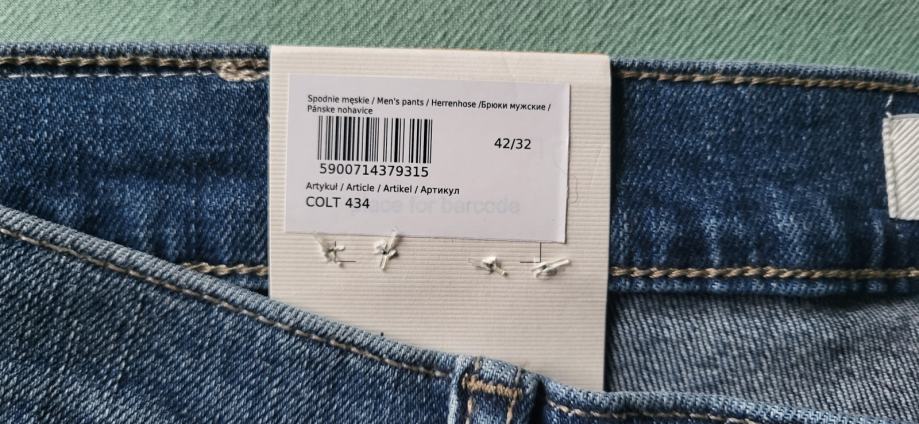 Spodnie męskie / Men's pants / Herrenhose /Брюки мужские /
Pánske nohavice
42/32
5900714379315
Artykuł / Article / Artikel / Артикул
COLT 434
place for barcode